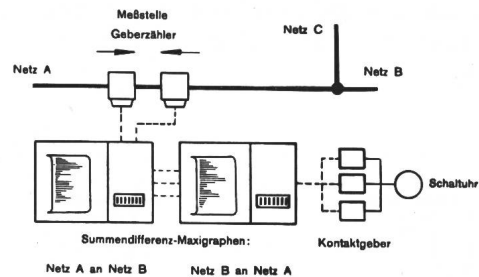 Meßstelle
Geberzähler
Netz C
Netz A
Netz B
Schaltuhr
Summendifferenz-Maxigraphen:
Kontaktgeber
Netz A an Netz B
Netz B an Netz A